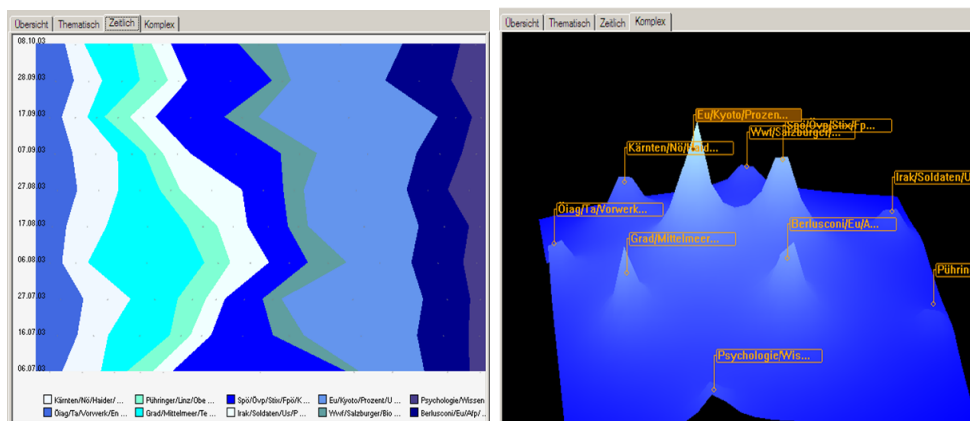 Übersicht Thematisch Zeitlich Komplex
08.10.03
28.09.03
17.09.03
07.09.03
27.08.03
17.08.03
06.08.03
27.07.03
16.07.03
06.07.03
Kärnten/Nö/Haider/ ... Pühringer/Linz/Obe ... Spö/Övp/Stix/Fpö/K ... Eu/Kyoto/Prozent/U ... Psychologie/Wissen
Öiag/Ta/Vorwerk/En ... Grad/Mittelmeer/Te ... Irak/Soldaten/Us/P ... Wwf/Salzburger/Bio ... Berlusconi/Eu/Afp/ ...
Übersicht Thematisch Zeitlich Komplex
Eu/Kyoto/Prozen...
Spö/Övp/Stix/Fp...
Wwf/Salzburger/...
Kärnten/Nö/Haid...
Irak/Soldaten/U
Öiag/Ta/Vorwerk...
Berlusconi/Eu/A...
Grad/Mittelmeer...
Pühringe
Psychologie/Wis...